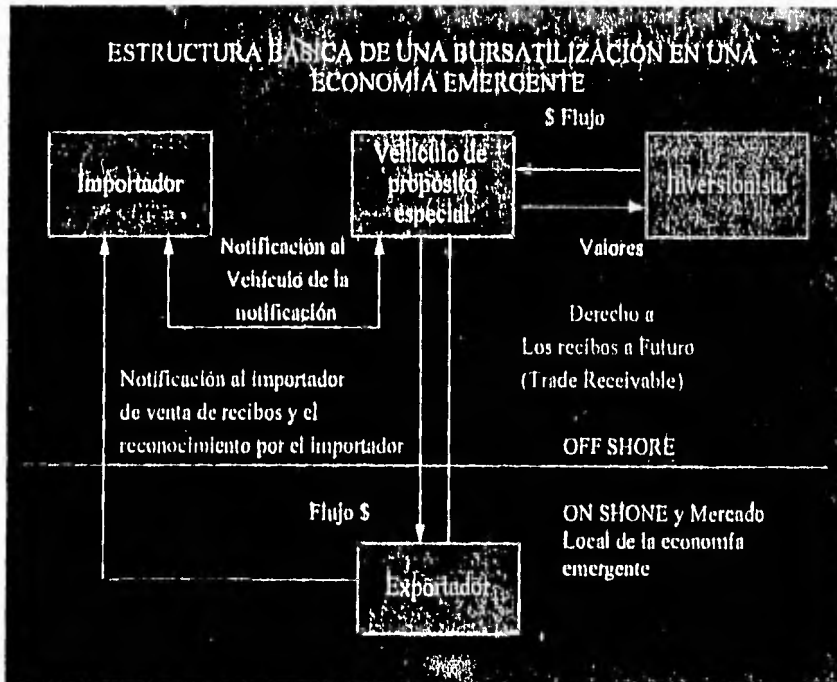 ESTRUCTURA BÁSICA DE UNA BURSATILIZACIÓN EN UNA
ECONOMÍA EMERGENTE
$ Flujo
Importador
Vehículo de
propósito
especial
Inversionista
Notificación al
Vehículo de la
notificación
Valores
Derecho a
Los recibos a Futuro
(Trade Receivable)
Notificación al importador
de venta de recibos y el
reconocimiento por el importador
OFF SHORE
Flujo $
ON SHONE y Mercado
Local de la economía
emergente
Exportador